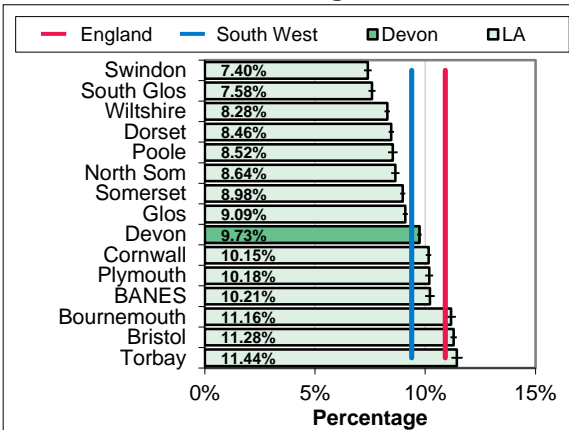 England South West Devon LA
Swindon 7.40%
South Glos 7.58%
Wiltshire 8.28%
Dorset 8.46%
Poole 8.52%
North Som 8.64%
Somerset 8.98%
Glos 9.09%
Devon 9.73%
Cornwall 10.15%
Plymouth 10.18%
BANES 10.21%
Bournemouth 11.16%
Bristol 11.28%
Torbay 11.44%
0% 5% 10% 15%
Percentage